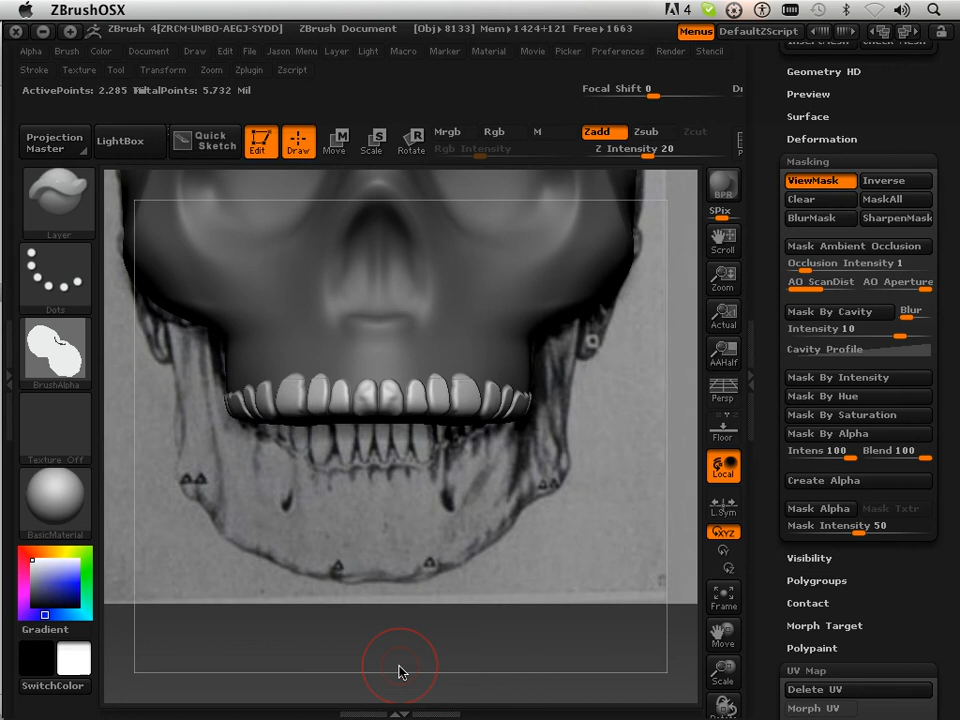 ZBrushOSX
4
ZBrush 4[ZRCM-UMBO-AEGJ-SYDD] ZBrush Document [Obj>8133] Mem>1424+121 Free>1663 Menus DefaultZScript
Alpha Brush Color Document Draw Edit File Jason Menu Layer Light Macro Marker Material Movie Picker Preferences Render Stencil
Stroke Texture Tool Transform Zoom Zplugin Zscript
ActivePoints: 2.285 Mil
TotalPoints: 5.732 Mil
Focal Shift 0
Projection Master
LightBox
Quick Sketch
Edit
Draw
Move
Scale
Rotate
Mrgb Rgb M
Rgb Intensity
Zadd Zsub Zcut
Z Intensity 20
Layer
Dots
BrushAlpha
Texture Off
BasicMaterial
Gradient
SwitchColor
BPR
SPix
Scroll
Zoom
Actual
AAHalf
Persp
Floor
Local
L.Sym
XYZ
Frame
Move
Scale
Geometry HD
Preview
Surface
Deformation
Masking
ViewMask Inverse
Clear MaskAll
BlurMask SharpenMask
Mask Ambient Occlusion
Occlusion Intensity 1
AO ScanDist AO Aperture
Mask By Cavity Blur
Intensity 10
Cavity Profile
Mask By Intensity
Mask By Hue
Mask By Saturation
Mask By Alpha
Intens 100 Blend 100
Create Alpha
Mask Alpha Mask Txtr
Mask Intensity 50
Visibility
Polygroups
Contact
Morph Target
Polypaint
UV Map
Delete UV
Morph UV